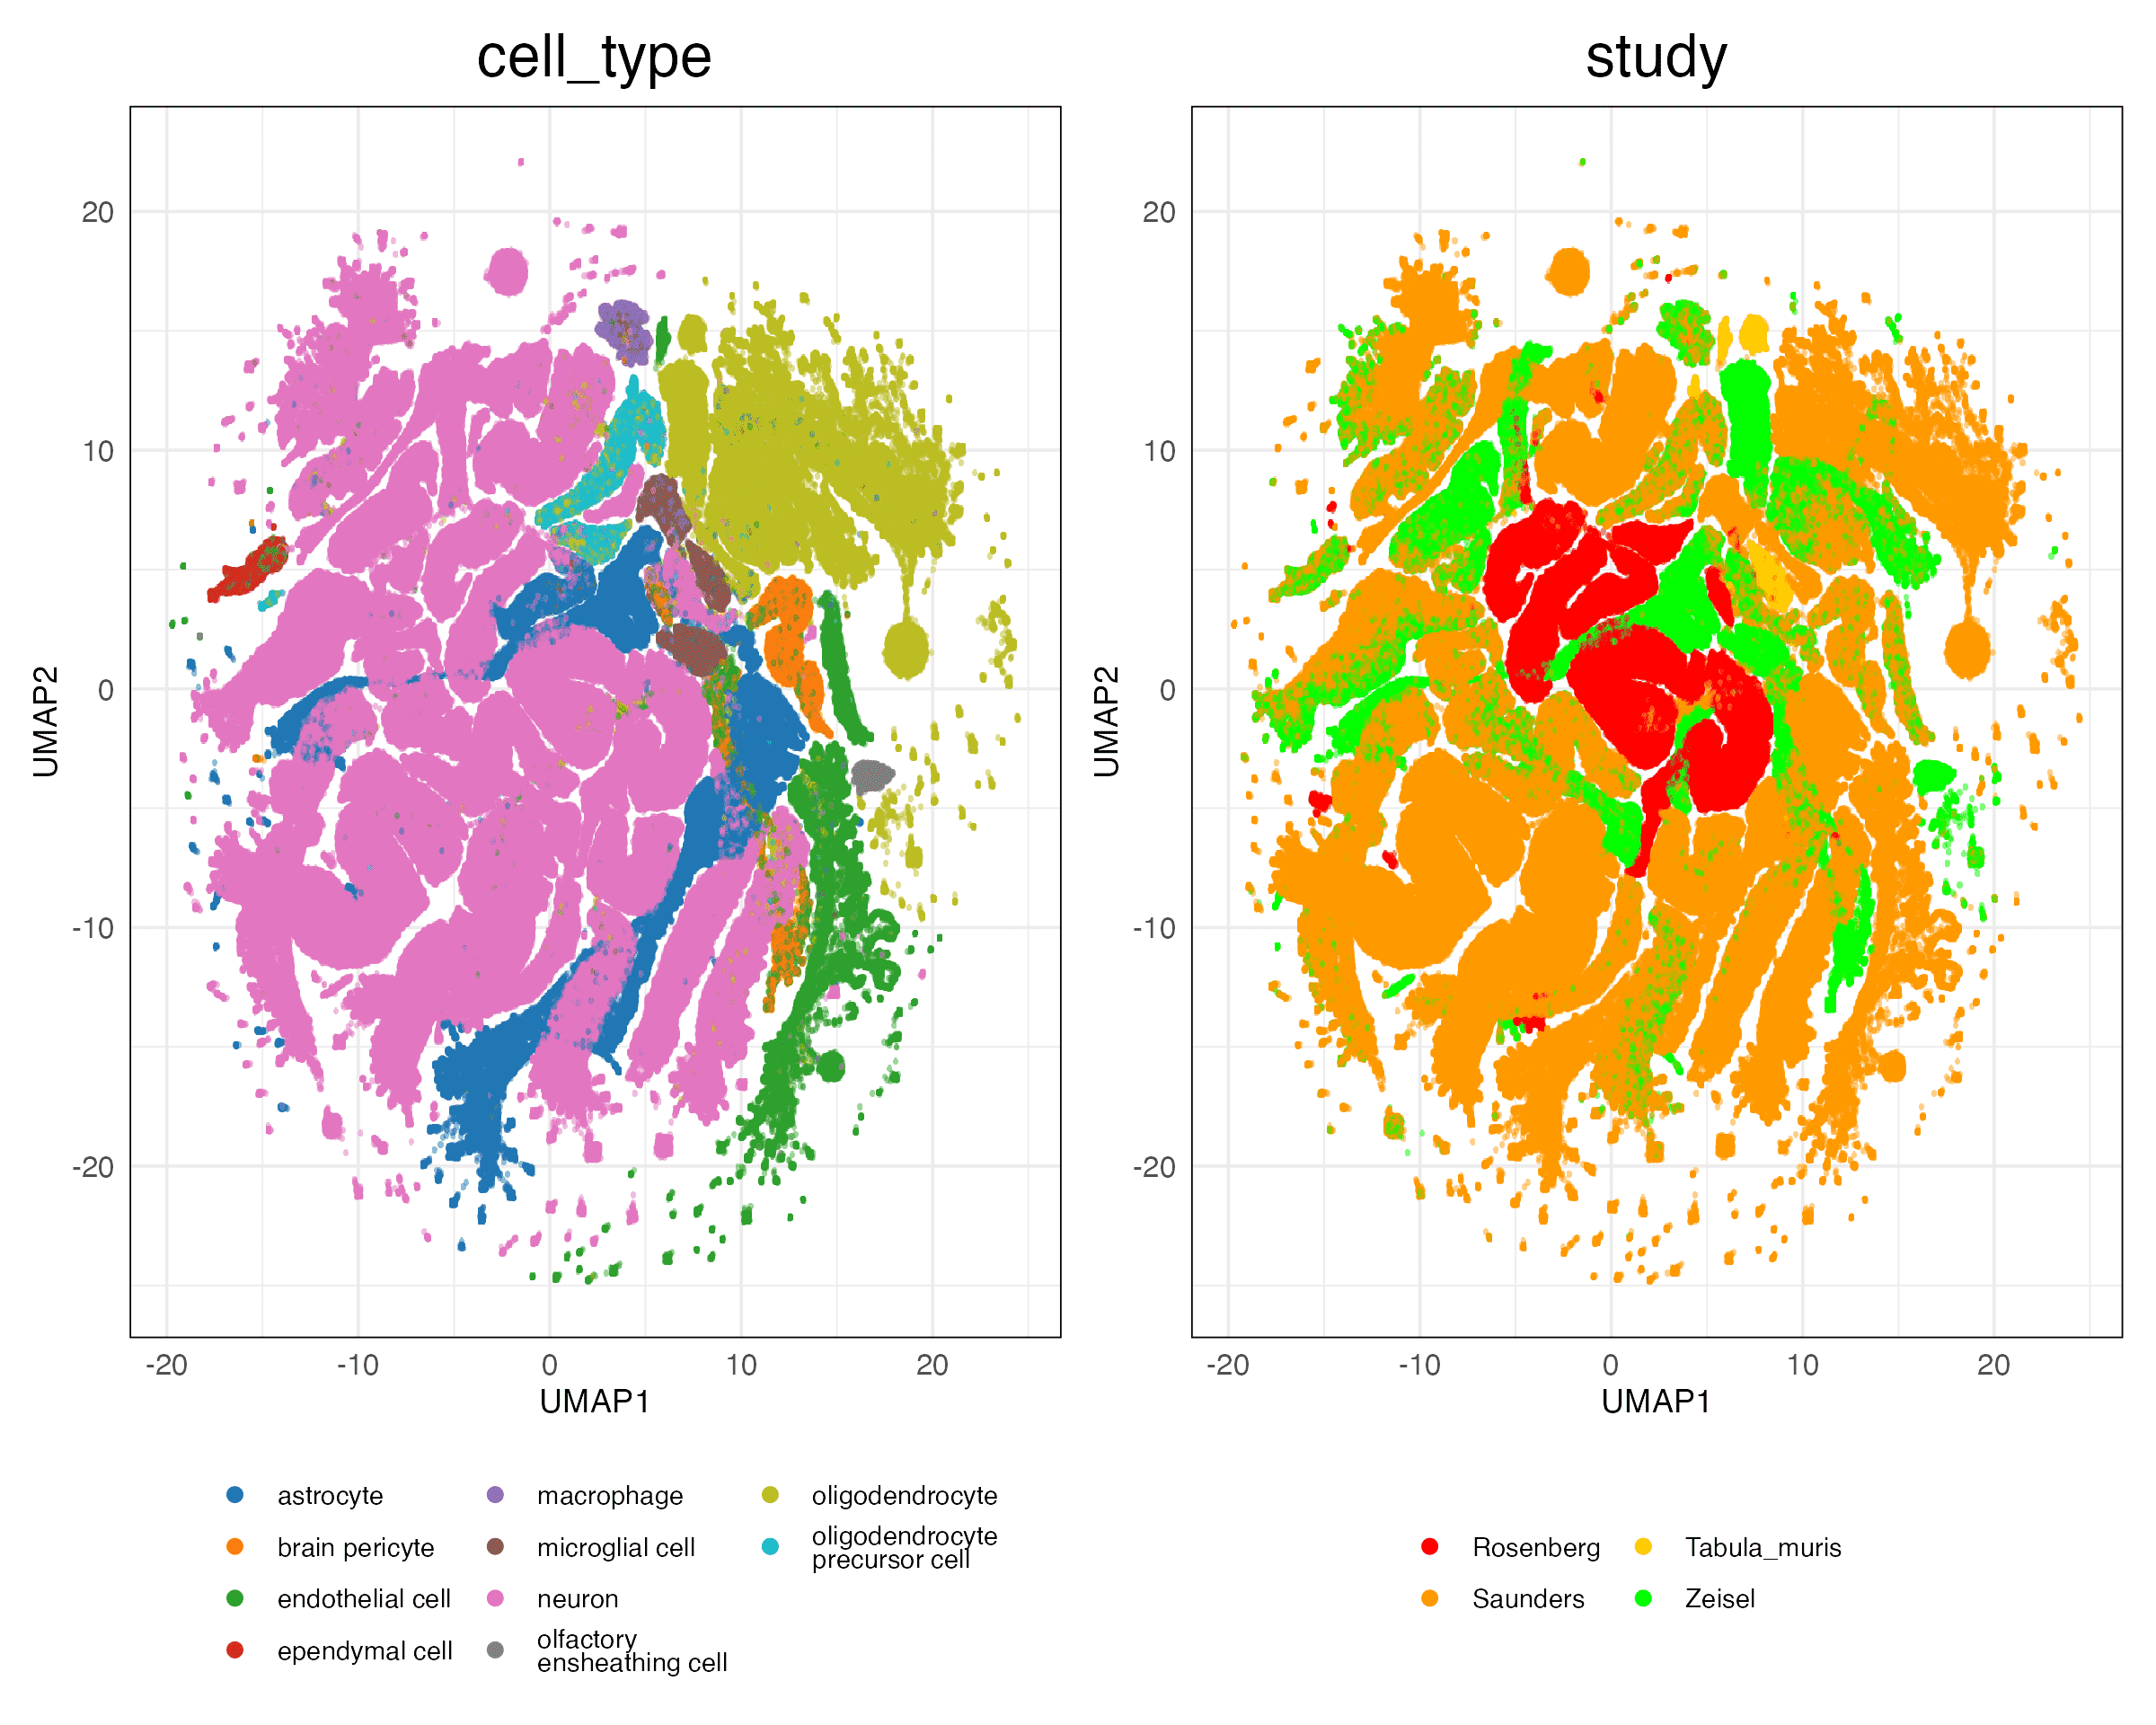 cell_type
20
10
0
-10
-20
UMAP2
-20 -10 0 10 20
UMAP1
astrocyte
brain pericyte
endothelial cell
ependymal cell
macrophage
microglial cell
neuron
olfactory
ensheathing cell
oligodendrocyte
oligodendrocyte
precursor cell
study
20
10
0
-10
-20
UMAP2
-20 -10 0 10 20
UMAP1
Rosenberg
Saunders
Tabula_muris
Zeisel